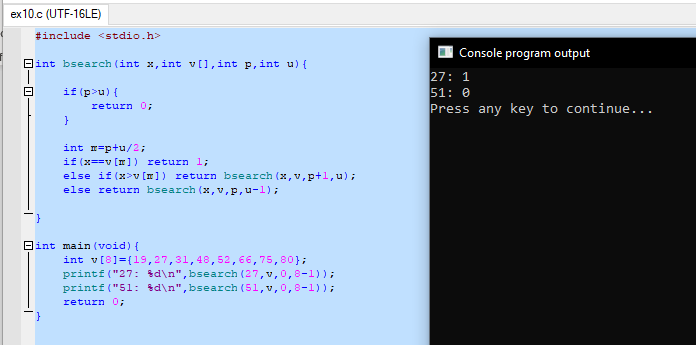 ex10.c (UTF-16LE)
#include <stdio.h>
int bsearch(int x,int v[],int p,int u){
if(p>u){
return 0;
}
int m=p+u/2;
if(x==v[m]) return 1;
else if(x>v[m]) return bsearch(x,v,p+1,u);
else return bsearch(x,v,p,u-1);
}
int main(void){
int v[8]={19,27,31,48,52,66,75,80};
printf("27: %d\n",bsearch(27,v,0,8-1));
printf("51: %d\n",bsearch(51,v,0,8-1));
return 0;
}
Console program output
27: 1
51: 0
Press any key to continue...